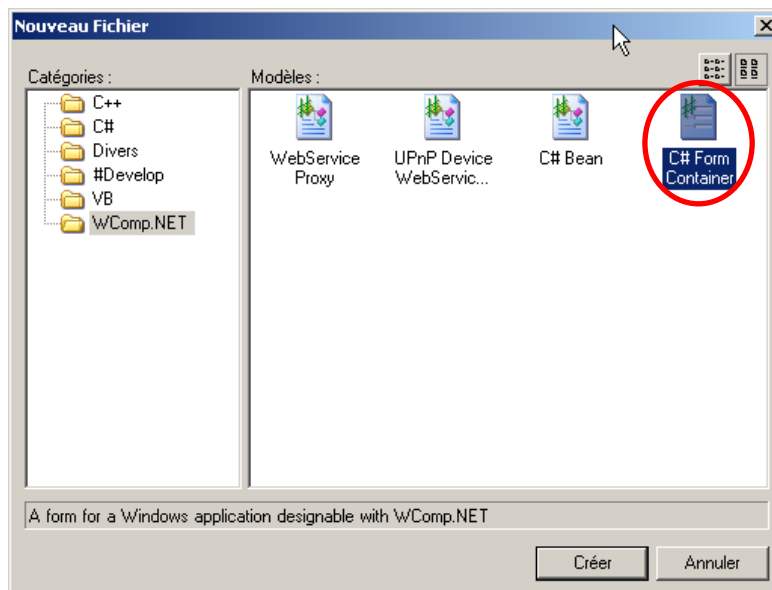 Nouveau Fichier
Catégories :
Modèles :
C++
C#
Divers
#Develop
VB
WComp.NET
WebService
Proxy
UPnP Device
WebServic...
C# Bean
C# Form
Container
A form for a Windows application designable with WComp.NET
Créer
Annuler